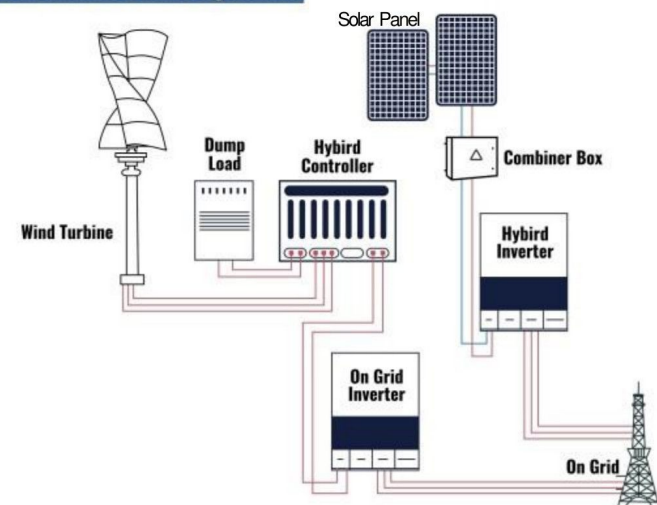 Solar Panel
Dump
Load
Hybird
Controller
Combiner Box
Wind Turbine
Hybird
Inverter
On Grid
Inverter
On Grid